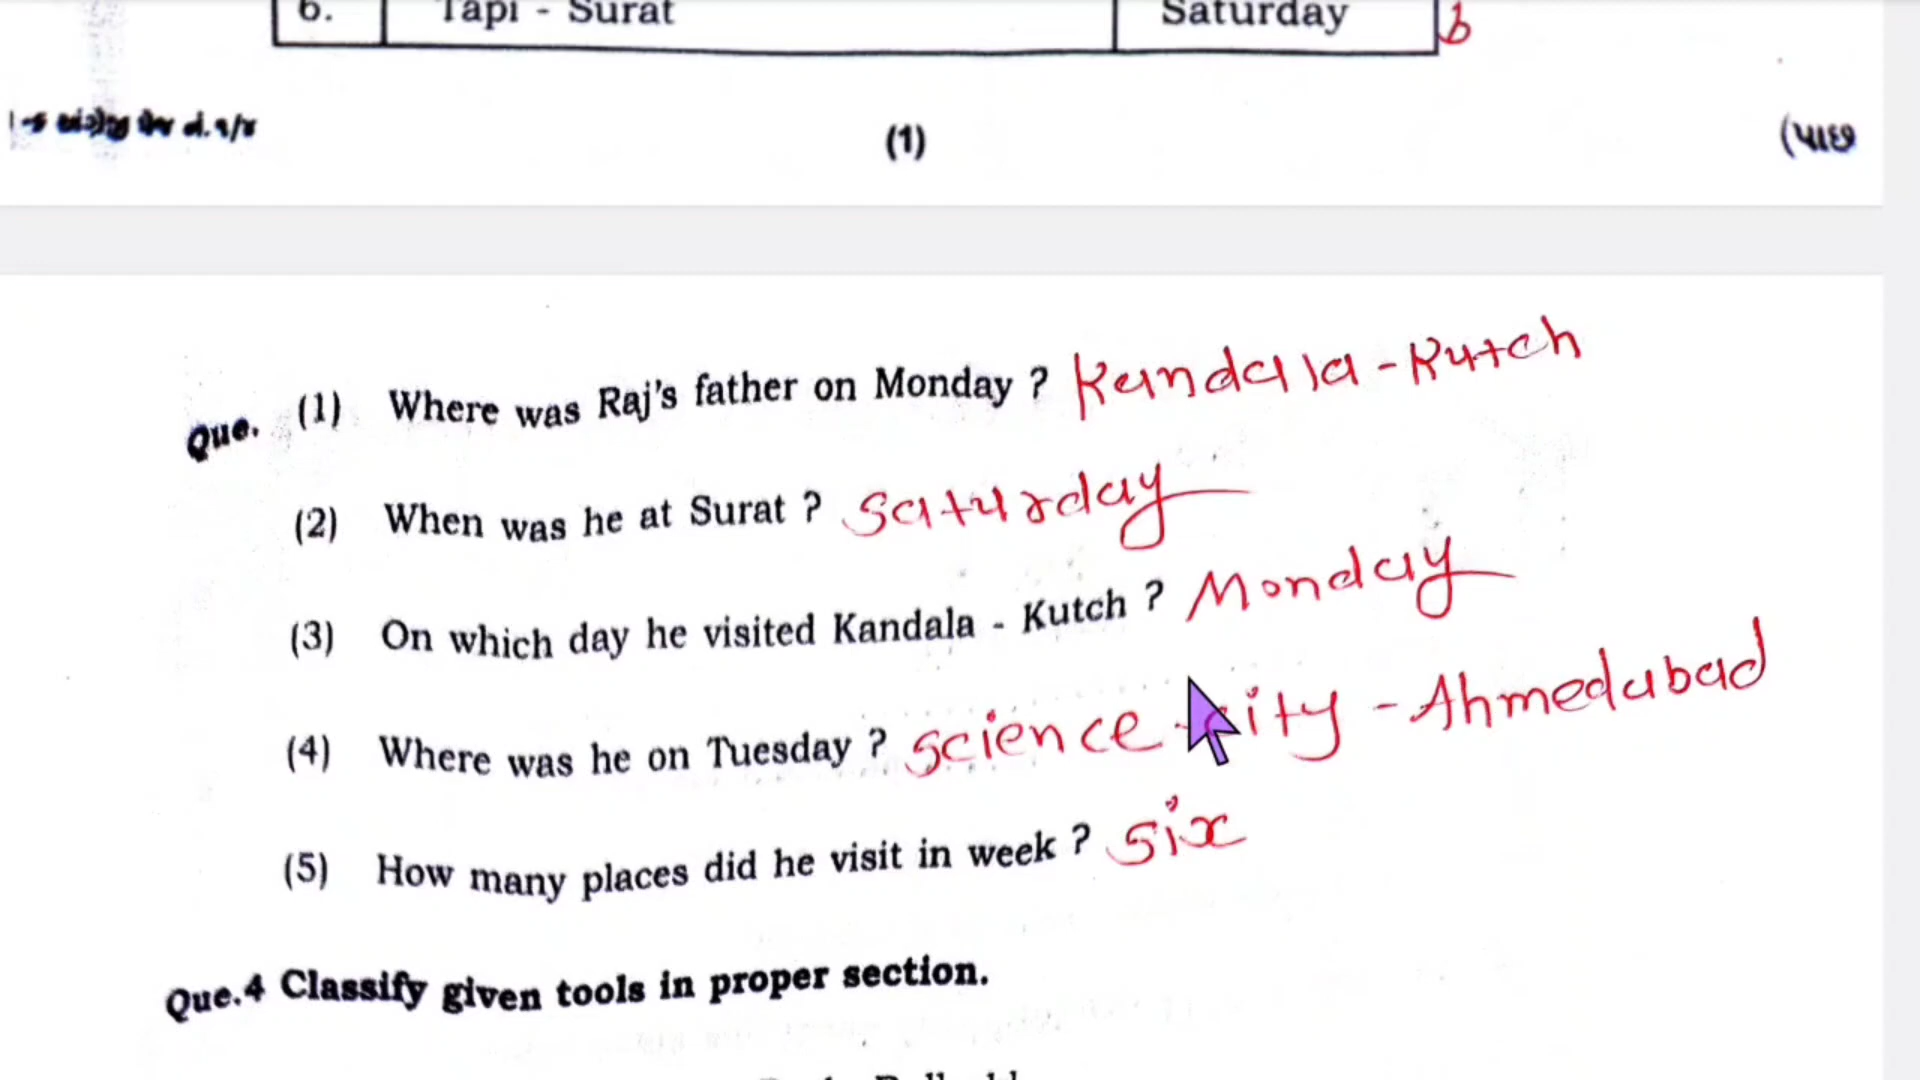 6. Tapi - Surat Saturday 6
(1)
Que. (1) Where was Raj's father on Monday ? Kandala - Kutch
(2) When was he at Surat ? Saturday
(3) On which day he visited Kandala - Kutch ? Monday
(4) Where was he on Tuesday ? science city - Ahmedabad
(5) How many places did he visit in week ? six
Que.4 Classify given tools in proper section.